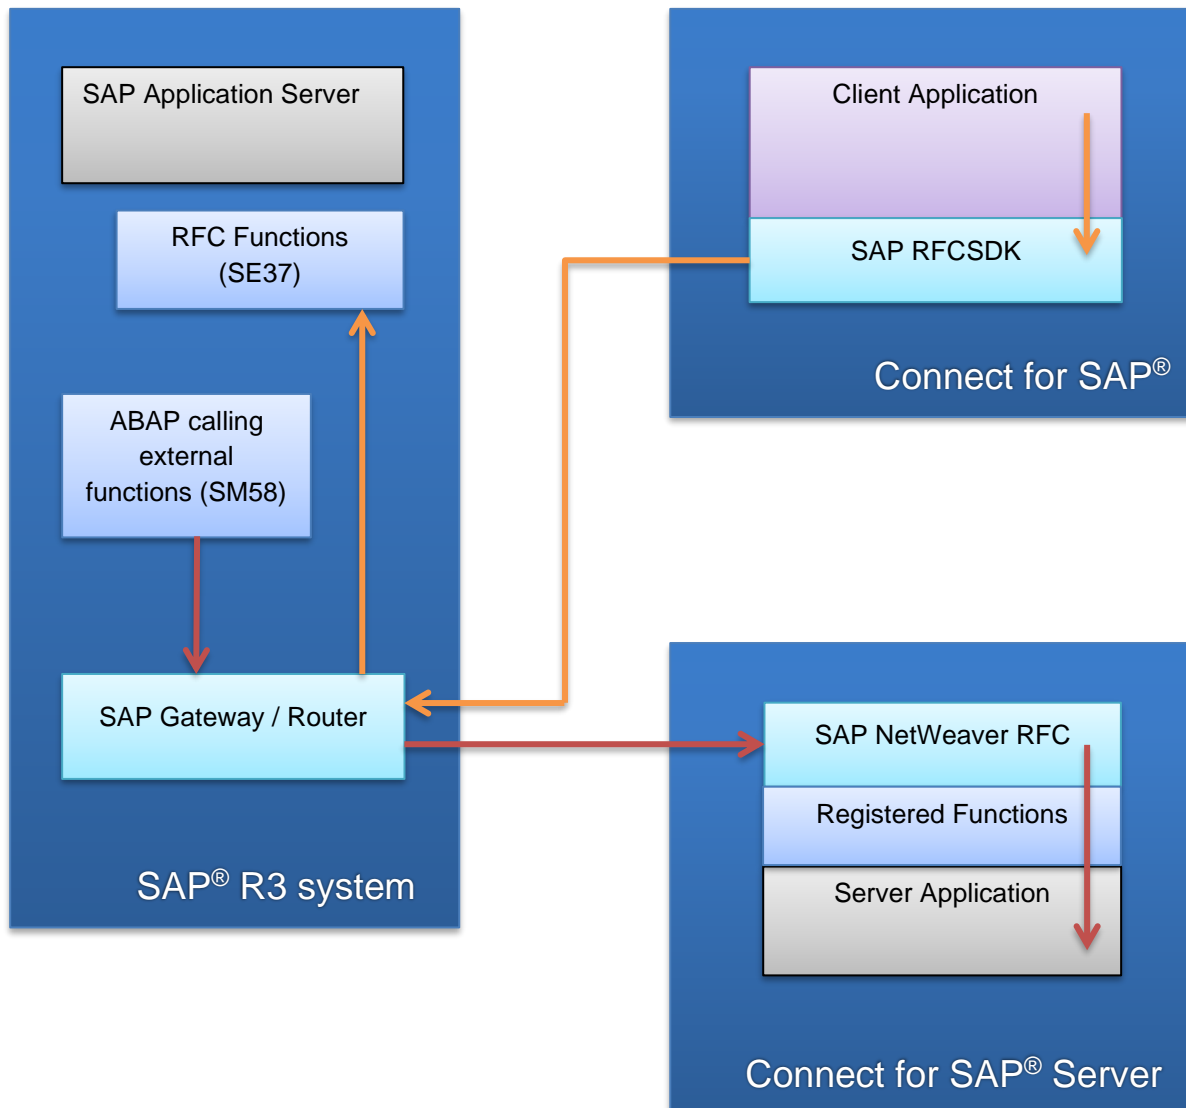 SAP Application Server
RFC Functions
(SE37)
ABAP calling
external
functions (SM58)
SAP Gateway / Router
SAP® R3 system
Client Application
SAP RFCSDK
Connect for SAP®
SAP NetWeaver RFC
Registered Functions
Server Application
Connect for SAP® Server